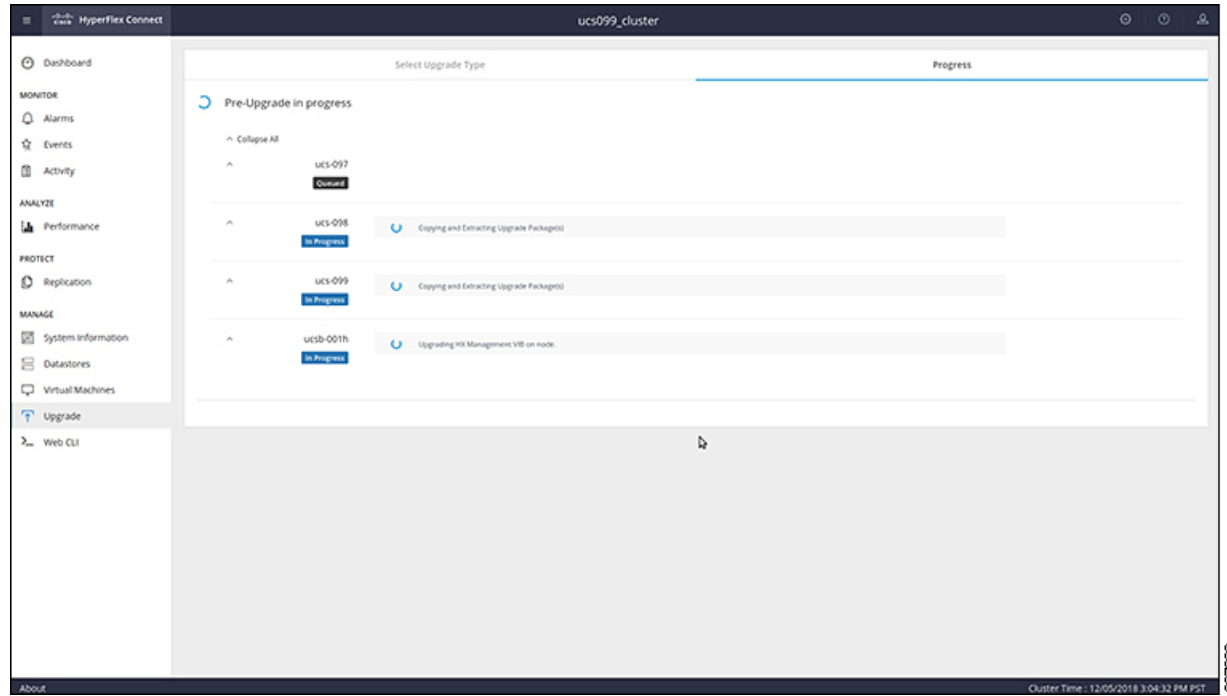 cisco HyperFlex Connect
ucs099_cluster
Dashboard
MONITOR
Alarms
Events
Activity
ANALYZE
Performance
PROTECT
Replication
MANAGE
System Information
Datastores
Virtual Machines
Upgrade
Web CLI
Select Upgrade Type
Progress
Pre-Upgrade in progress
Collapse All
ucs-097
Queued
ucs-098
In Progress
Copying and Extracting Upgrade Package(s)
ucs-099
In Progress
Copying and Extracting Upgrade Package(s)
ucsb-001h
In Progress
Upgrading HX Management VIB on node.
About
Cluster Time : 12/05/2018 3:04:32 PM PST